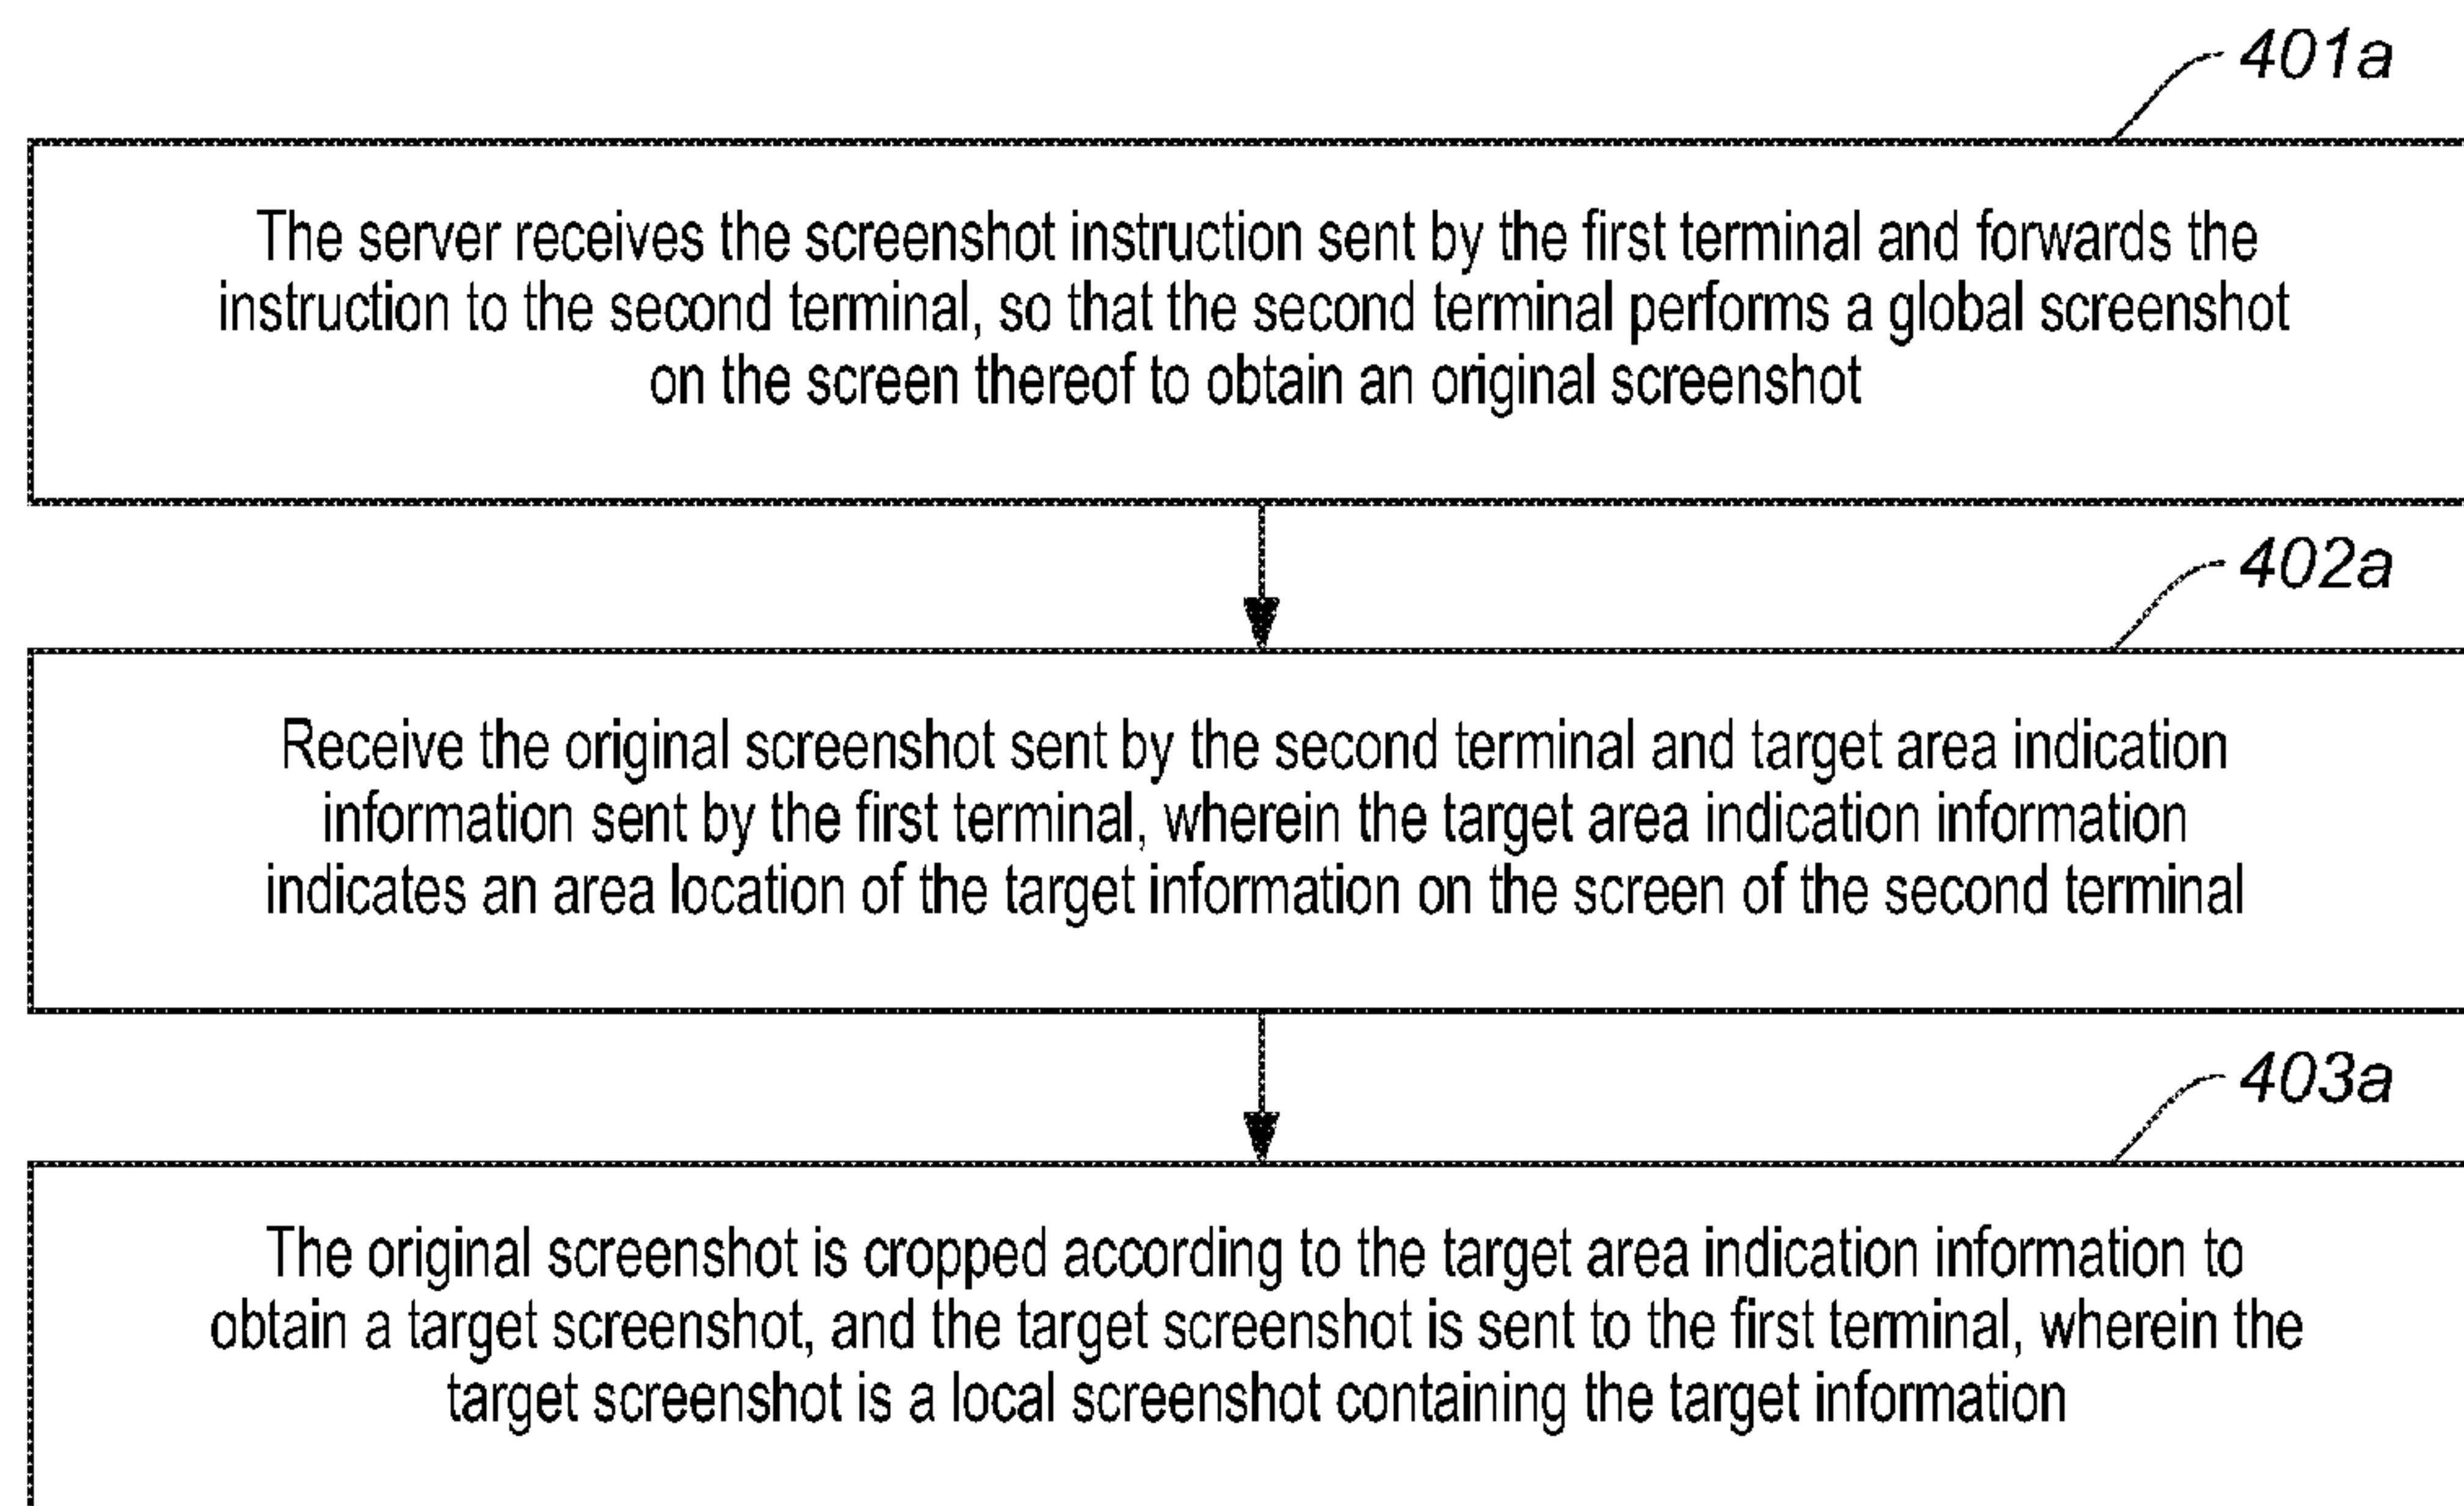 401a
The server receives the screenshot instruction sent by the first terminal and forwards the
instruction to the second terminal, so that the second terminal performs a global screenshot
on the screen thereof to obtain an original screenshot
402a
Receive the original screenshot sent by the second terminal and target area indication
information sent by the first terminal, wherein the target area indication information
indicates an area location of the target information on the screen of the second terminal
403a
The original screenshot is cropped according to the target area indication information to
obtain a target screenshot, and the target screenshot is sent to the first terminal, wherein the
target screenshot is a local screenshot containing the target information